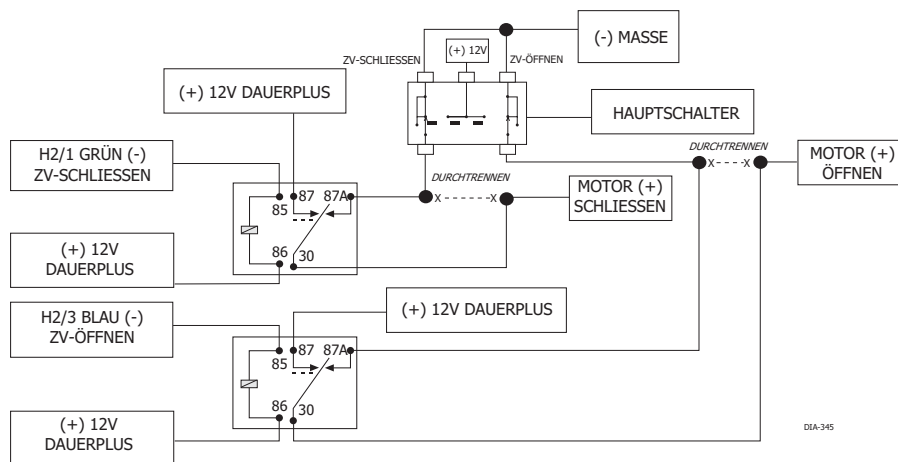 (-) MASSE
(+) 12V
ZV-SCHLIESSEN
ZV-ÖFFNEN
(+) 12V DAUERPLUS
HAUPTSCHALTER
H2/1 GRÜN (-)
ZV-SCHLIESSEN
DURCHTRENNEN
X - - - - - X
MOTOR (+)
ÖFFNEN
DURCHTRENNEN
X - - - - - - - X
MOTOR (+)
SCHLIESSEN
87
87A
85
86
30
(+) 12V
DAUERPLUS
H2/3 BLAU (-)
ZV-ÖFFNEN
(+) 12V DAUERPLUS
87
87A
85
86
30
(+) 12V
DAUERPLUS
DIA-345